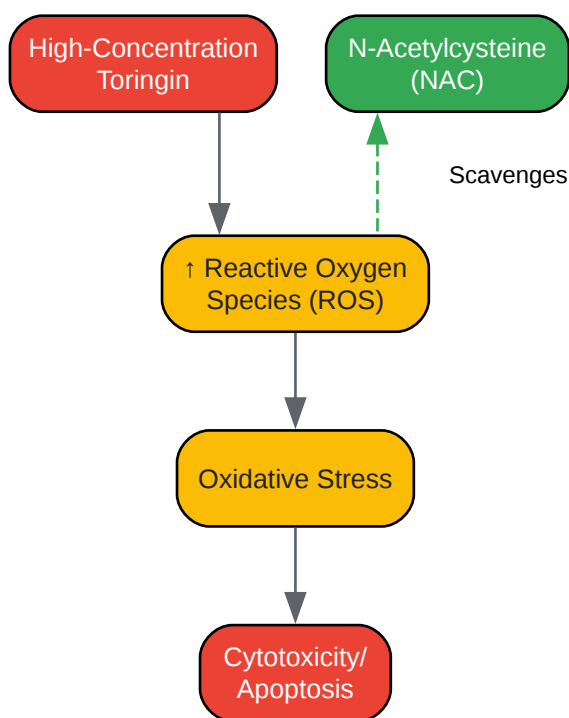 High-Concentration
Toringin
N-Acetylcysteine
(NAC)
Scavenges
↑ Reactive Oxygen
Species (ROS)
Oxidative Stress
Cytotoxicity/
Apoptosis